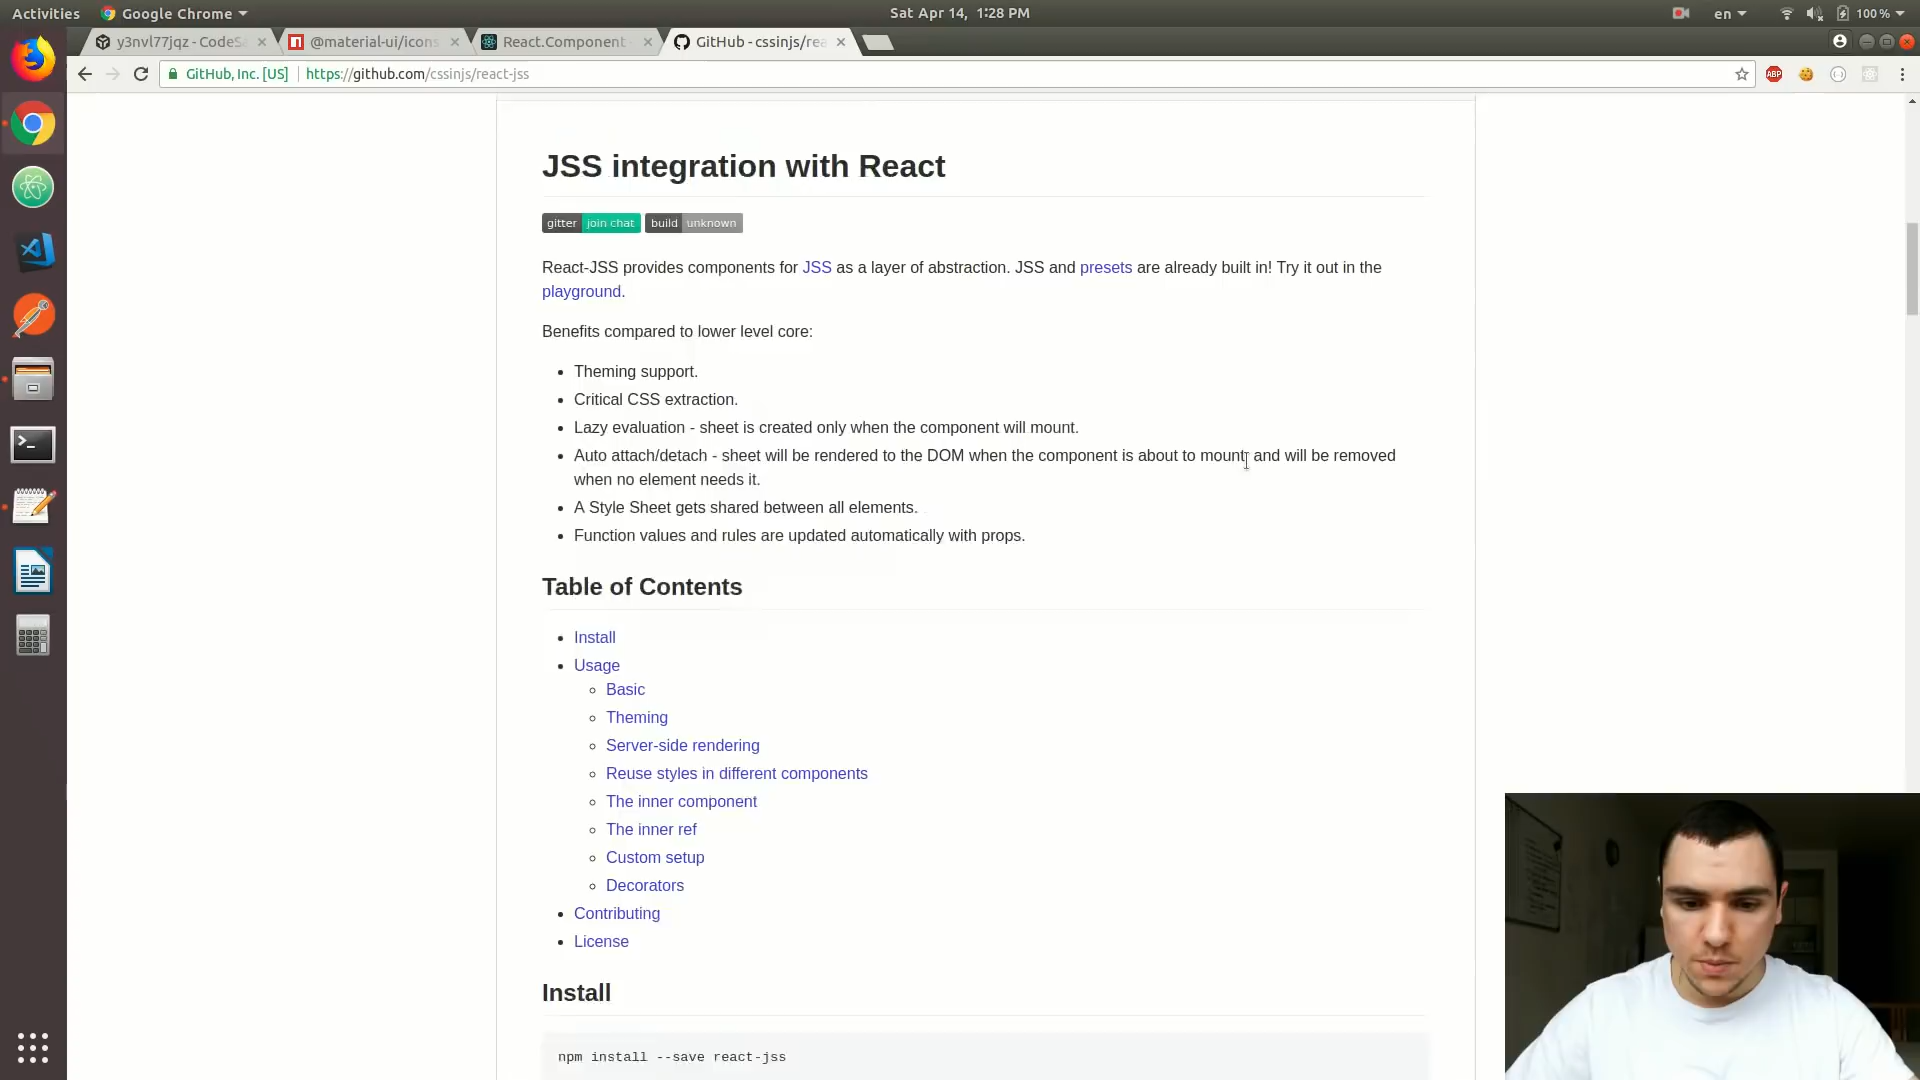 Activities
Google Chrome
Sat Apr 14, 1:28 PM
en
100 %
y3nvl77jqz - CodeSa
@material-ui/icons
React.Component -
GitHub - cssinjs/rea
GitHub, Inc. [US]
https://github.com/cssinjs/react-jss
ABP
JSS integration with React
gitter join chat build unknown
React-JSS provides components for JSS as a layer of abstraction. JSS and presets are already built in! Try it out in the
playground.
Benefits compared to lower level core:
Theming support.
Critical CSS extraction.
Lazy evaluation - sheet is created only when the component will mount.
Auto attach/detach - sheet will be rendered to the DOM when the component is about to mount, and will be removed
when no element needs it.
A Style Sheet gets shared between all elements.
Function values and rules are updated automatically with props.
Table of Contents
Install
Usage
Basic
Theming
Server-side rendering
Reuse styles in different components
The inner component
The inner ref
Custom setup
Decorators
Contributing
License
Install
npm install --save react-jss